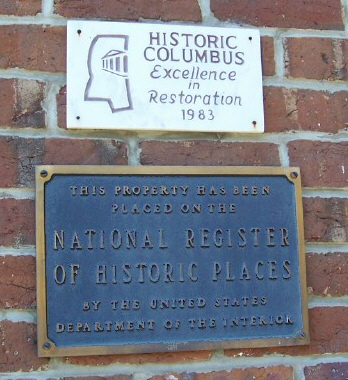 HISTORIC
COLUMBUS
Excellence
in
Restoration
1983
THIS PROPERTY HAS BEEN
PLACED ON THE
NATIONAL REGISTER
OF HISTORIC PLACES
BY THE UNITED STATES
DEPARTMENT OF THE INTERIOR